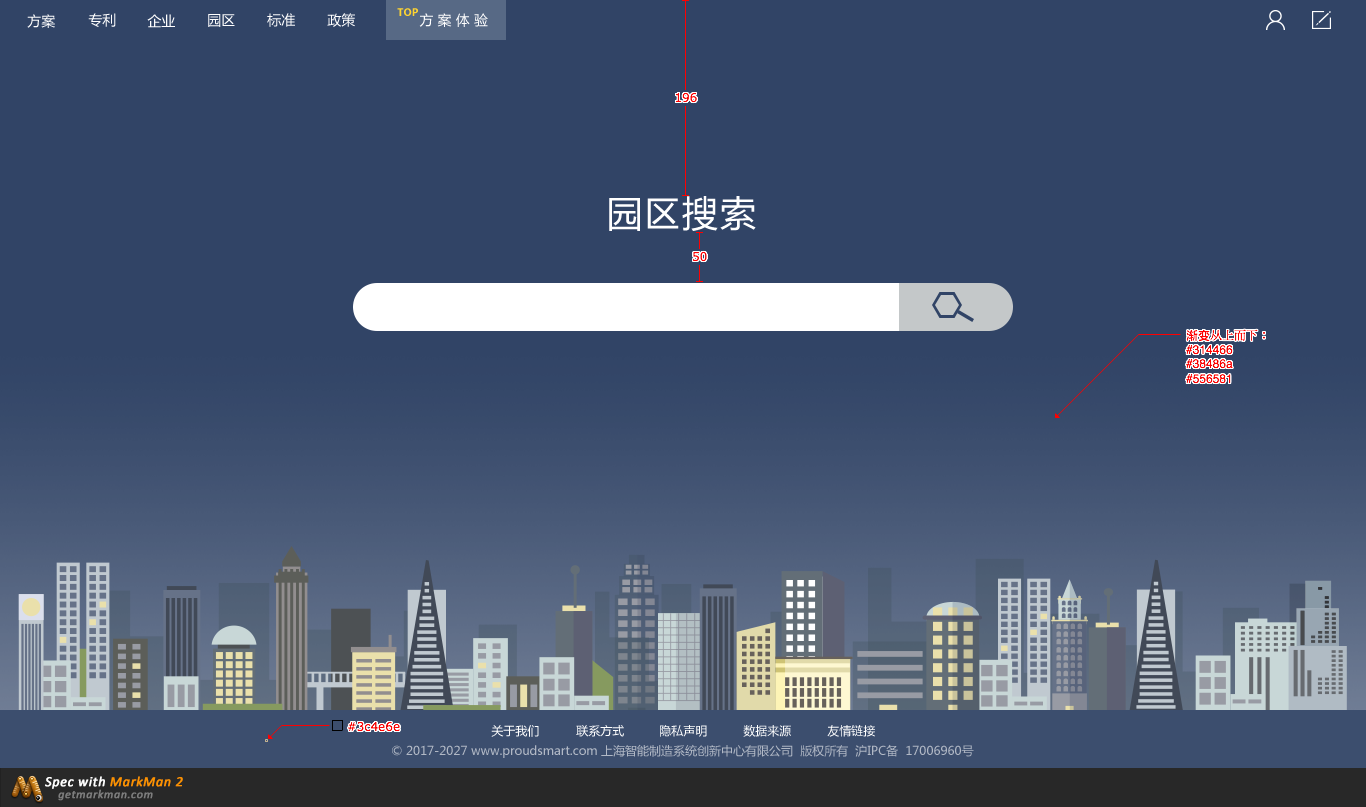 方案 专利 企业 园区 标准 政策 TOP 方案体验
196
园区搜索
50
渐变从上而下：
#314466
#38486a
#556581
#3c4e6e
关于我们 联系方式 隐私声明 数据来源 友情链接
© 2017-2027 www.proudsmart.com 上海智能制造系统创新中心有限公司 版权所有 沪IPC备 17006960号
Spec with MarkMan 2
getmarkman.com